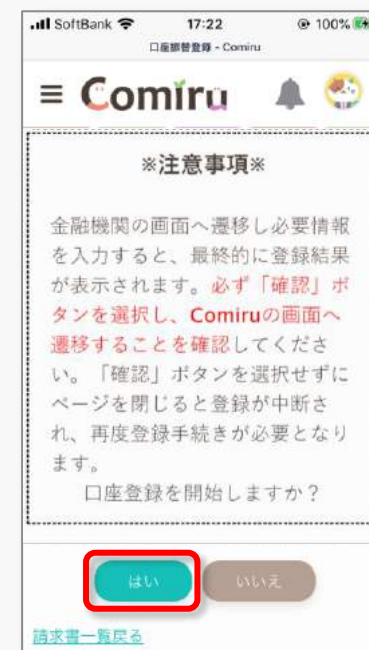 SoftBank 17:22 100%
口座振替登録 - Comiru
Comiru
※注意事項※
金融機関の画面へ遷移し必要情報
を入力すると、最終的に登録結果
が表示されます。必ず「確認」ボ
タンを選択し、Comiruの画面へ
遷移することを確認してくださ
い。「確認」ボタンを選択せずに
ページを閉じると登録が中断さ
れ、再度登録手続きが必要となり
ます。
口座登録を開始しますか？
はい いいえ
請求書一覧戻る